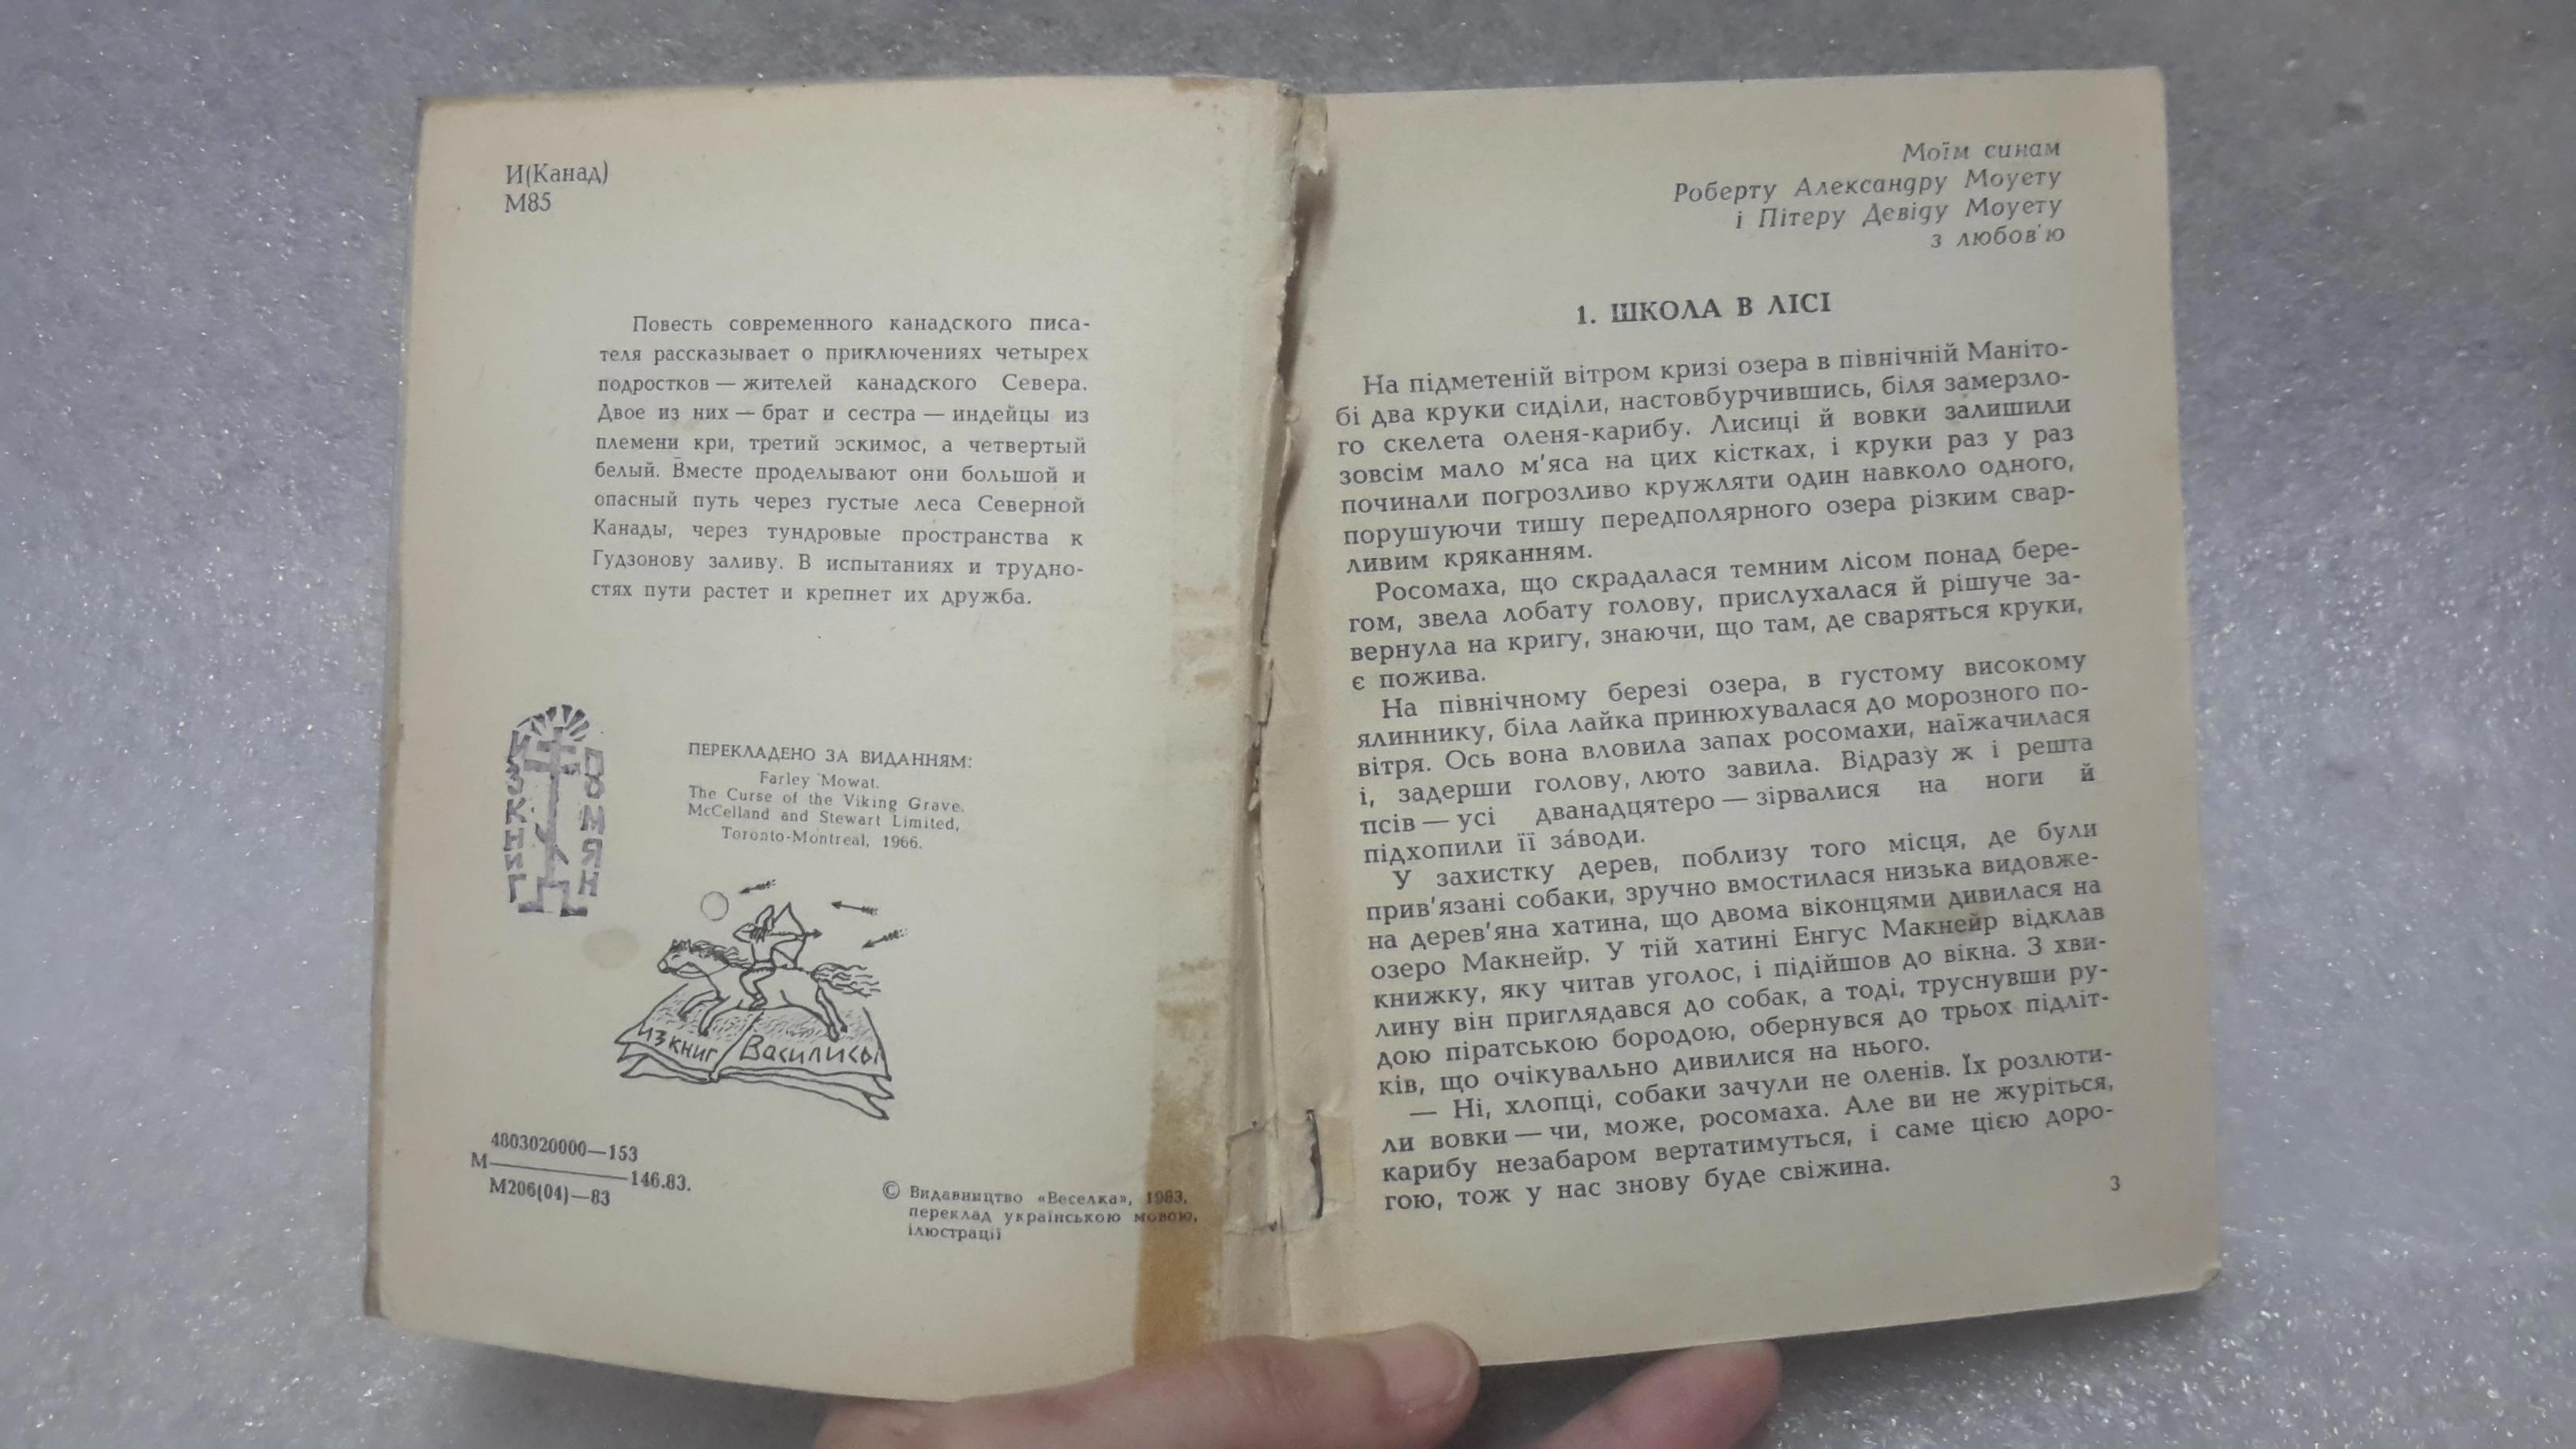 И(Канад)
М85
Повесть современного канадского писа-
теля рассказывает о приключениях четырех
подростков — жителей канадского Севера.
Двое из них — брат и сестра — индейцы из
племени кри, третий эскимос, а четвертый
белый. Вместе проделывают они большой и
опасный путь через густые леса Северной
Канады, через тундровые пространства к
Гудзонову заливу. В испытаниях и трудно-
стях пути растет и крепнет их дружба.
ИЗ КНИГ
ПЕРЕКЛАДЕНО ЗА ВИДАННЯМ:
Farley Mowat.
The Curse of the Viking Grave.
McCelland and Stewart Limited,
Toronto-Montreal, 1966.
ИЗ КНИГ Василисы
4803020000—153
М 146.83.
М206(04)—83
© Видавництво «Веселка», 1983,
переклад українською мовою,
ілюстрації
Моїм синам
Роберту Александру Моуету
і Пітеру Девіду Моуету
з любов'ю
1. ШКОЛА В ЛІСІ
На підметеній вітром кризі озера в північній Маніто-
бі два круки сиділи, настовбурчившись, біля замерзло-
го скелета оленя-карибу. Лисиці й вовки залишили
зовсім мало м'яса на цих кістках, і круки раз у раз
починали погрозливо кружляти один навколо одного,
порушуючи тишу передполярного озера різким свар-
ливим кряканням.
Росомаха, що скрадалася темним лісом понад бере-
гом, звела лобату голову, прислухалася й рішуче за-
вернула на кригу, знаючи, що там, де сваряться круки,
є пожива.
На північному березі озера, в густому високому
ялиннику, біла лайка принюхувалася до морозного по-
вітря. Ось вона вловила запах росомахи, наїжачилася
і, задерши голову, люто завила. Відразу ж і решта
псів — усі дванадцятеро — зірвалися на ноги й
підхопили її за́води.
У захистку дерев, поблизу того місця, де були
прив'язані собаки, зручно вмостилася низька видовже-
на дерев'яна хатина, що двома віконцями дивилася на
озеро Макнейр. У тій хатині Енгус Макнейр відклав
книжку, яку читав уголос, і підійшов до вікна. З хви-
лину він приглядався до собак, а тоді, труснувши ру-
дою піратською бородою, обернувся до трьох підліт-
ків, що очікувально дивилися на нього.
— Ні, хлопці, собаки зачули не оленів. Їх розлюти-
ли вовки — чи, може, росомаха. Але ви не журіться,
карибу незабаром вертатимуться, і саме цією доро-
гою, тож у нас знову буде свіжина.
3